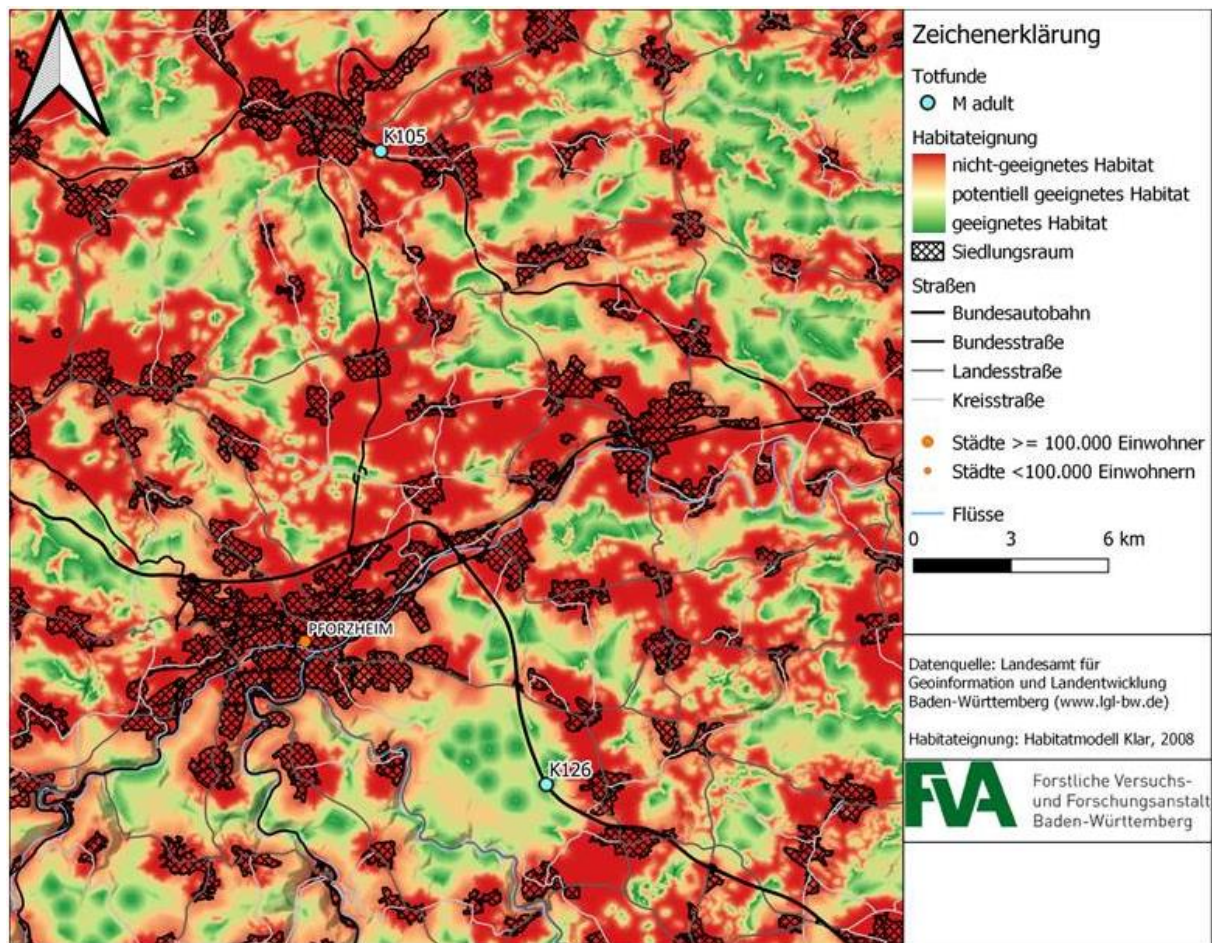 K105
PFORZHEIM
K126
Zeichenerklärung
Totfunde
M adult
Habitateignung
nicht-geeignetes Habitat
potentiell geeignetes Habitat
geeignetes Habitat
Siedlungsraum
Straßen
Bundesautobahn
Bundesstraße
Landesstraße
Kreisstraße
Städte >= 100.000 Einwohner
Städte <100.000 Einwohnern
Flüsse
0 3 6 km
Datenquelle: Landesamt für
Geoinformation und Landentwicklung
Baden-Württemberg (www.lgl-bw.de)
Habitateignung: Habitatmodell Klar, 2008
FVA
Forstliche Versuchs-
und Forschungsanstalt
Baden-Württemberg